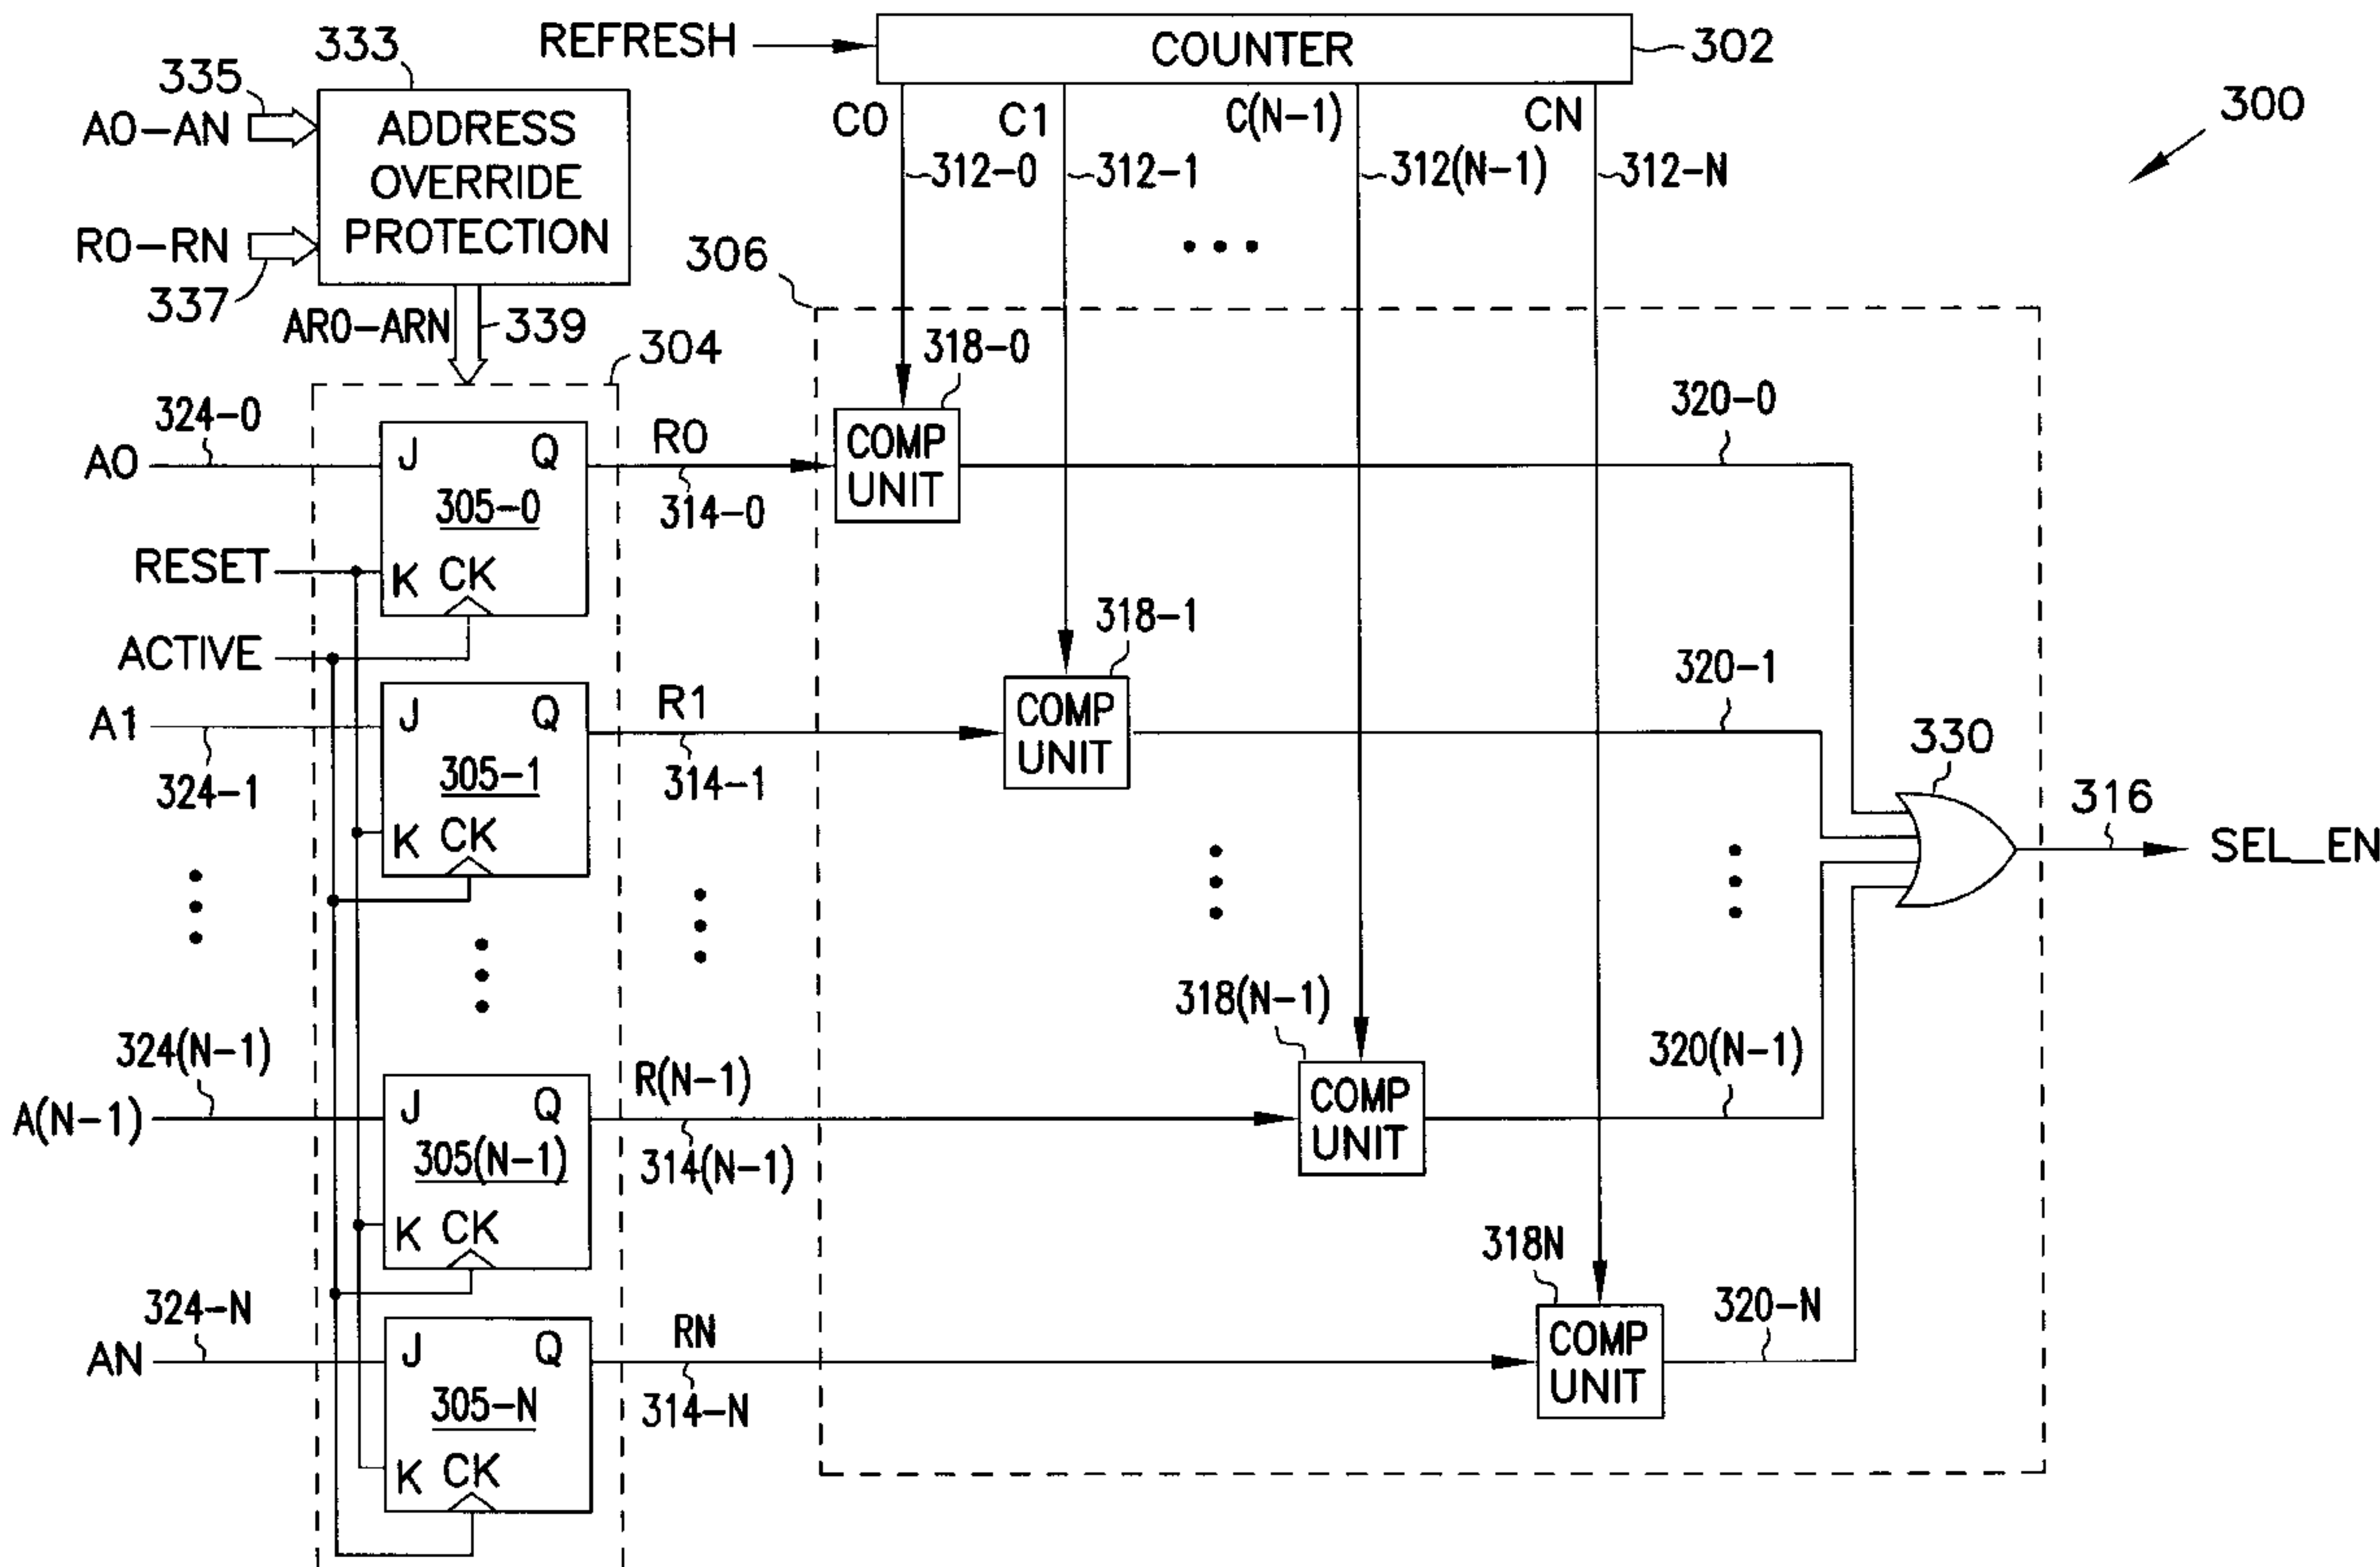 REFRESH
COUNTER
302
333
335
A0-AN
ADDRESS
OVERRIDE
PROTECTION
R0-RN
337
AR0-ARN
339
C0
C1
C(N-1)
CN
312-0
312-1
312(N-1)
312-N
300
306
304
318-0
324-0
A0
J
Q
305-0
K
CK
R0
314-0
COMP
UNIT
320-0
RESET
ACTIVE
318-1
A1
324-1
J
Q
305-1
K
CK
R1
314-1
COMP
UNIT
320-1
330
316
SEL_EN
318(N-1)
324(N-1)
A(N-1)
J
Q
305(N-1)
K
CK
R(N-1)
314(N-1)
COMP
UNIT
320(N-1)
318N
324-N
AN
J
Q
305-N
K
CK
RN
314-N
COMP
UNIT
320-N